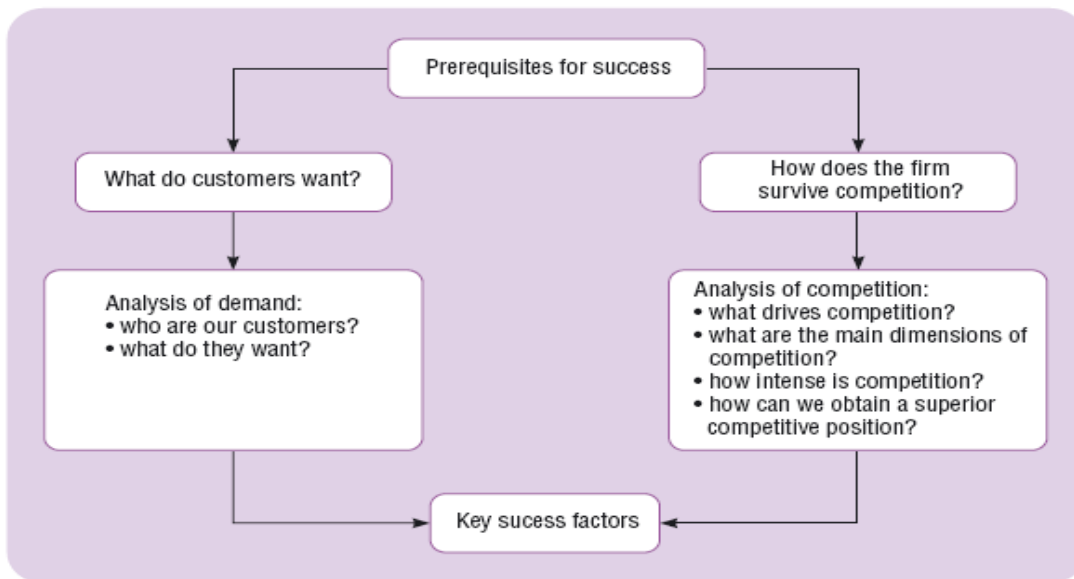 Prerequisites for success
What do customers want?
How does the firm
survive competition?
Analysis of demand:
• who are our customers?
• what do they want?
Analysis of competition:
• what drives competition?
• what are the main dimensions of
competition?
• how intense is competition?
• how can we obtain a superior
competitive position?
Key sucess factors